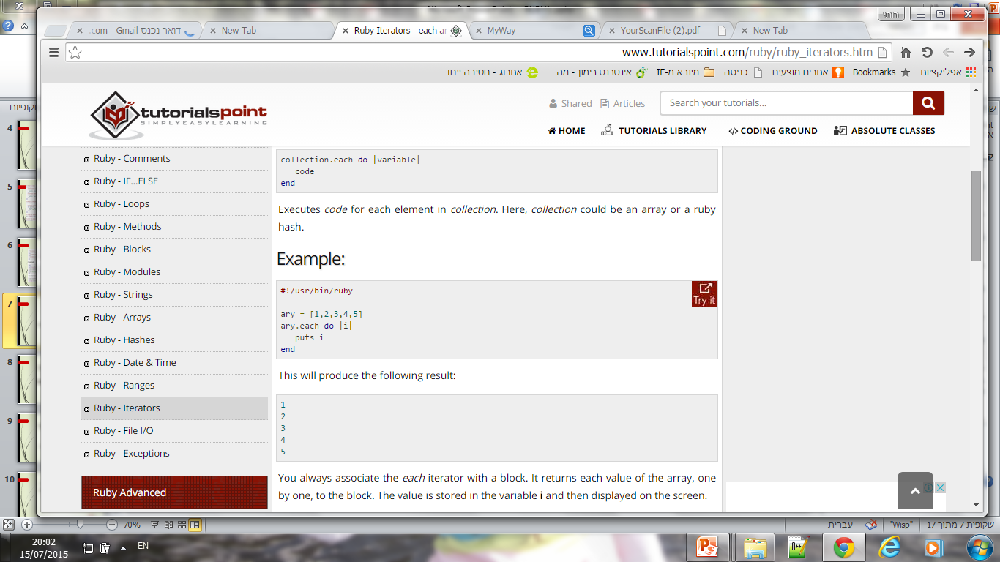 תתי
דואר נכנס - Gmail - com.
New Tab
Ruby Iterators - each ar
MyWay
YourScanFile (2).pdf
New Tab
www.tutorialspoint.com/ruby/ruby_iterators.htm
אפליקציות
Bookmarks
אתרים מוצעים
כניסה
מיובא מ-IE
אינטרנט רימון - מה ...
אתרוג - חטיבה ייחד...
tutorialspoint
SIMPLYEASYLEARNING
Shared
Articles
Search your tutorials...
HOME
TUTORIALS LIBRARY
</> CODING GROUND
ABSOLUTE CLASSES
Ruby - Comments
Ruby - IF...ELSE
Ruby - Loops
Ruby - Methods
Ruby - Blocks
Ruby - Modules
Ruby - Strings
Ruby - Arrays
Ruby - Hashes
Ruby - Date & Time
Ruby - Ranges
Ruby - Iterators
Ruby - File I/O
Ruby - Exceptions
Ruby Advanced
collection.each do |variable|
code
end
Executes code for each element in collection. Here, collection could be an array or a ruby
hash.
Example:
Try it
#!/usr/bin/ruby
ary = [1,2,3,4,5]
ary.each do |i|
puts i
end
This will produce the following result:
1
2
3
4
5
You always associate the each iterator with a block. It returns each value of the array, one
by one, to the block. The value is stored in the variable i and then displayed on the screen.
4
5
6
7
8
9
10
70%
עברית
"Wisp"
שקופית 7 מתוך 17
20:02
15/07/2015
EN